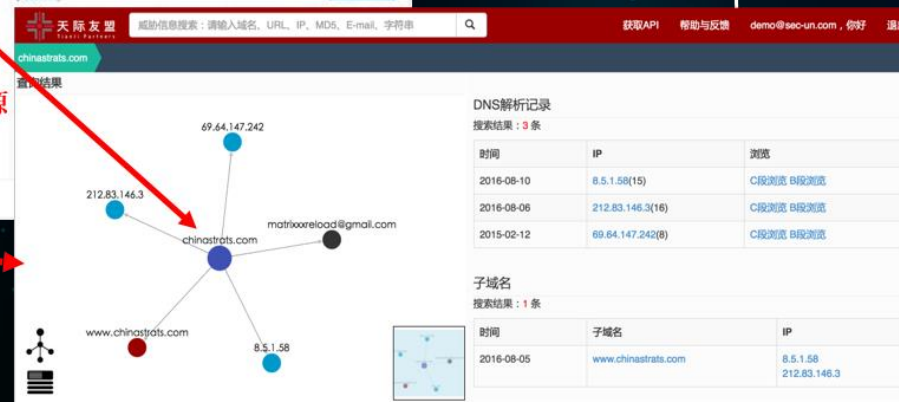 天际友盟
Tianji Partners
威胁信息搜索：请输入域名、URL、IP、MD5、E-mail、字符串
获取API
帮助与反馈
demo@sec-un.com，你好
chinastrats.com
查询结果
源
69.64.147.242
212.83.146.3
matrixxxreload@gmail.com
chinastrats.com
www.chinastrats.com
8.5.1.58
DNS解析记录
搜索结果：3 条
时间 IP 浏览
2016-08-10 8.5.1.58(15) C段浏览 B段浏览
2016-08-06 212.83.146.3(16) C段浏览 B段浏览
2015-02-12 69.64.147.242(8) C段浏览 B段浏览
子域名
搜索结果：1 条
时间 子域名 IP
2016-08-05 www.chinastrats.com 8.5.1.58
212.83.146.3